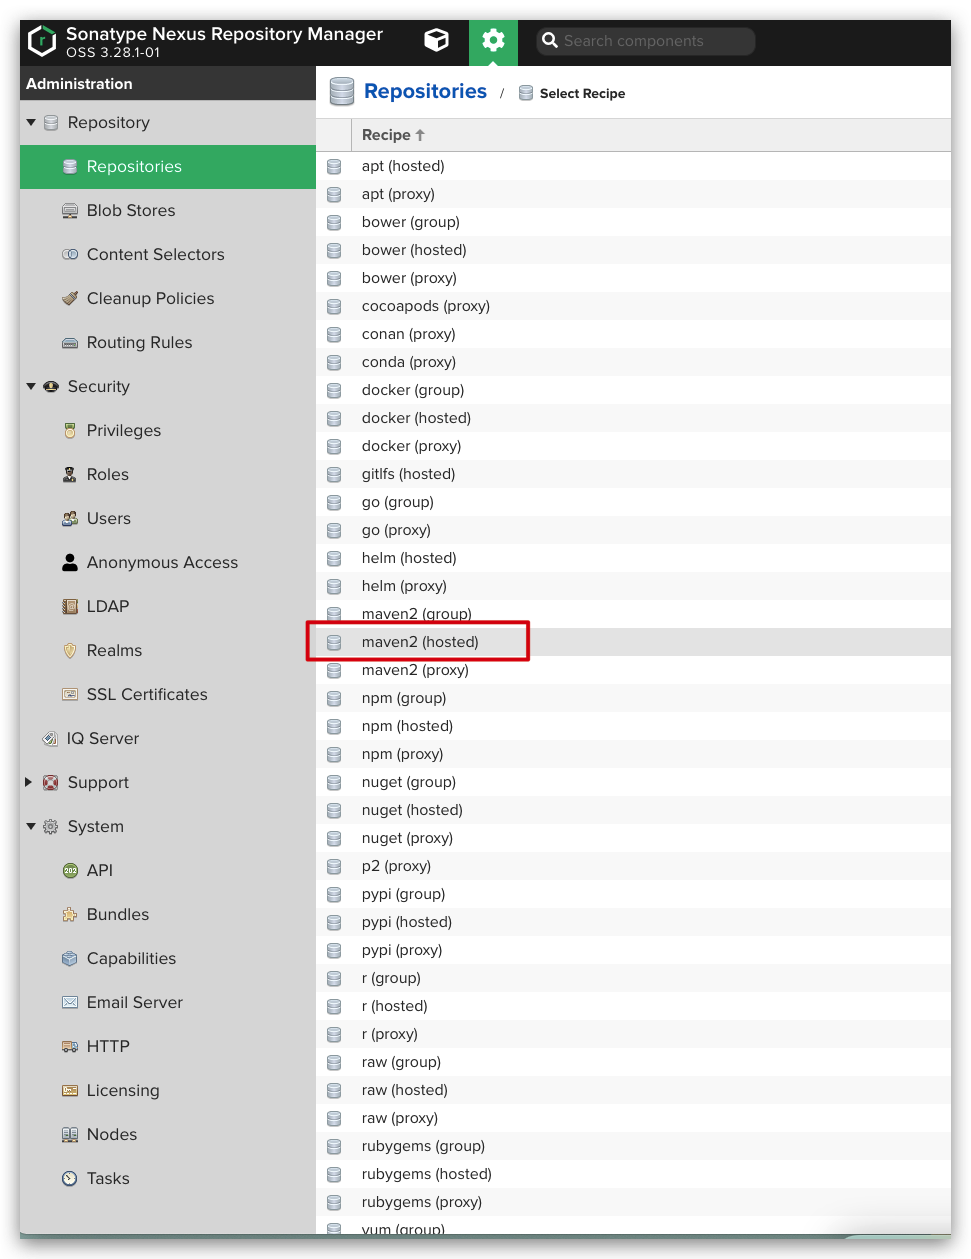 Sonatype Nexus Repository Manager
OSS 3.28.1-01
Search components
Administration
Repository
Repositories
Blob Stores
Content Selectors
Cleanup Policies
Routing Rules
Security
Privileges
Roles
Users
Anonymous Access
LDAP
Realms
SSL Certificates
IQ Server
Support
System
API
Bundles
Capabilities
Email Server
HTTP
Licensing
Nodes
Tasks
Repositories / Select Recipe
Recipe
apt (hosted)
apt (proxy)
bower (group)
bower (hosted)
bower (proxy)
cocoapods (proxy)
conan (proxy)
conda (proxy)
docker (group)
docker (hosted)
docker (proxy)
gitlfs (hosted)
go (group)
go (proxy)
helm (hosted)
helm (proxy)
maven2 (group)
maven2 (hosted)
maven2 (proxy)
npm (group)
npm (hosted)
npm (proxy)
nuget (group)
nuget (hosted)
nuget (proxy)
p2 (proxy)
pypi (group)
pypi (hosted)
pypi (proxy)
r (group)
r (hosted)
r (proxy)
raw (group)
raw (hosted)
raw (proxy)
rubygems (group)
rubygems (hosted)
rubygems (proxy)
yum (group)